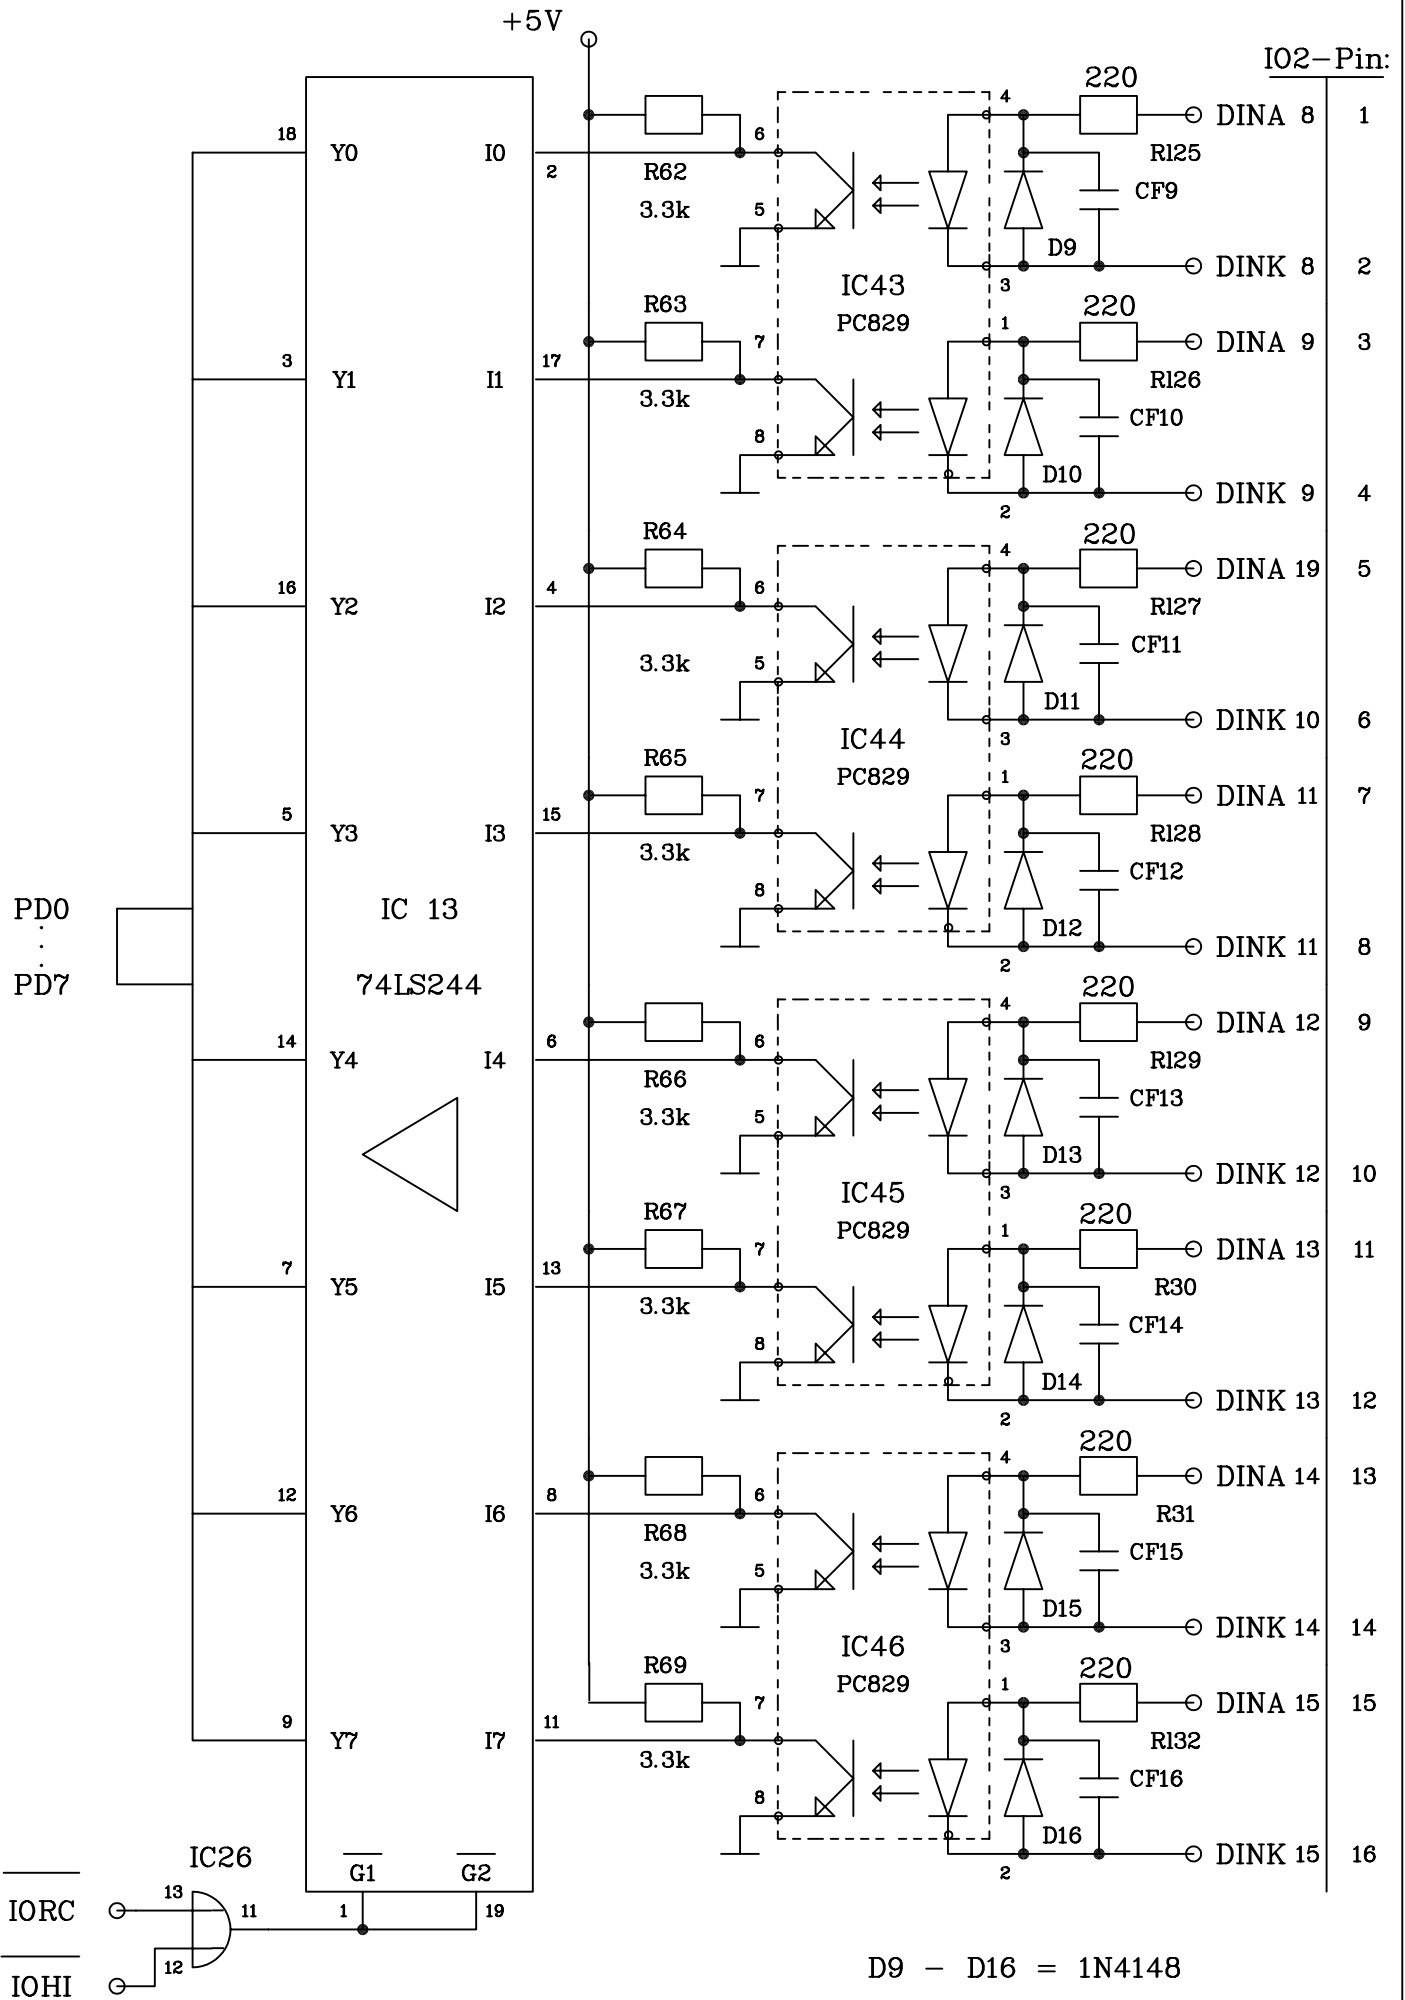 +5V
IO2-Pin:
220
4
DINA 8 1
18
6
Y0 I0
2
R62
R125
3.3k
CF9
5
D9
DINK 8 2
IC43
3
R63
220
PC829
1
7
DINA 9 3
3
17
Y1 I1
R126
3.3k
CF10
8
D10
DINK 9 4
2
R64
220
4
DINA 19 5
16
4
6
Y2 I2
R127
3.3k
5
CF11
D11
DINK 10 6
IC44
3
R65
220
PC829
1
7
DINA 11 7
5
15
Y3 I3
R128
3.3k
CF12
8
PD0
IC 13
D12
.
.
.
DINK 11 8
2
PD7
74LS244
220
4
DINA 12 9
14
6
6
Y4 I4
R129
R66
CF13
3.3k
5
D13
DINK 12 10
IC45
3
R67
220
PC829
1
7
DINA 13 11
7
13
Y5 I5
R30
3.3k
CF14
8
D14
DINK 13 12
2
220
4
DINA 14 13
12
8
6
Y6 I6
R31
R68
CF15
3.3k
5
D15
DINK 14 14
IC46
3
R69
220
PC829
1
7
DINA 15 15
9
11
Y7 I7
R132
3.3k
CF16
8
D16
IC26
DINK 15 16
G1 G2
2
13
IORC
11
1
19
12
IOHI
D9 - D16 = 1N4148